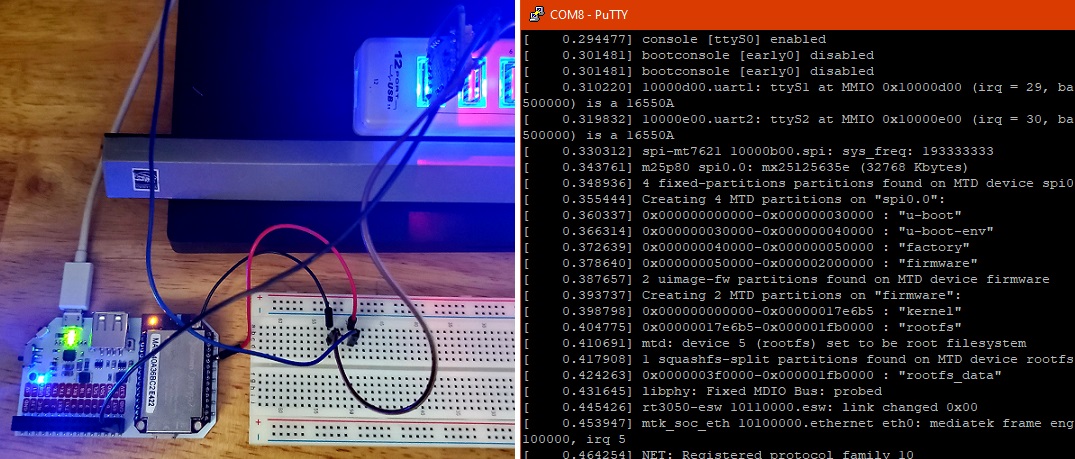 12 PORT
USB
COM8 - PuTTY
[    0.294477] console [ttyS0] enabled
[    0.301481] bootconsole [early0] disabled
[    0.301481] bootconsole [early0] disabled
[    0.310220] 10000d00.uart1: ttyS1 at MMIO 0x10000d00 (irq = 29, ba
500000) is a 16550A
[    0.319832] 10000e00.uart2: ttyS2 at MMIO 0x10000e00 (irq = 30, ba
500000) is a 16550A
[    0.330312] spi-mt7621 10000b00.spi: sys_freq: 193333333
[    0.343761] m25p80 spi0.0: mx25l25635e (32768 Kbytes)
[    0.348936] 4 fixed-partitions partitions found on MTD device spi0
[    0.355444] Creating 4 MTD partitions on "spi0.0":
[    0.360337] 0x000000000000-0x000000030000 : "u-boot"
[    0.366314] 0x000000030000-0x000000040000 : "u-boot-env"
[    0.372639] 0x000000040000-0x000000050000 : "factory"
[    0.378640] 0x000000050000-0x000002000000 : "firmware"
[    0.387657] 2 uimage-fw partitions found on MTD device firmware
[    0.393737] Creating 2 MTD partitions on "firmware":
[    0.398798] 0x000000000000-0x00000017e6b5 : "kernel"
[    0.404775] 0x00000017e6b5-0x000001fb0000 : "rootfs"
[    0.410691] mtd: device 5 (rootfs) set to be root filesystem
[    0.417908] 1 squashfs-split partitions found on MTD device rootfs
[    0.424263] 0x0000003f0000-0x000001fb0000 : "rootfs_data"
[    0.431645] libphy: Fixed MDIO Bus: probed
[    0.445426] rt3050-esw 10110000.esw: link changed 0x00
[    0.453947] mtk_soc_eth 10100000.ethernet eth0: mediatek frame eng
100000, irq 5
[    0.464254] NET: Registered protocol family 10